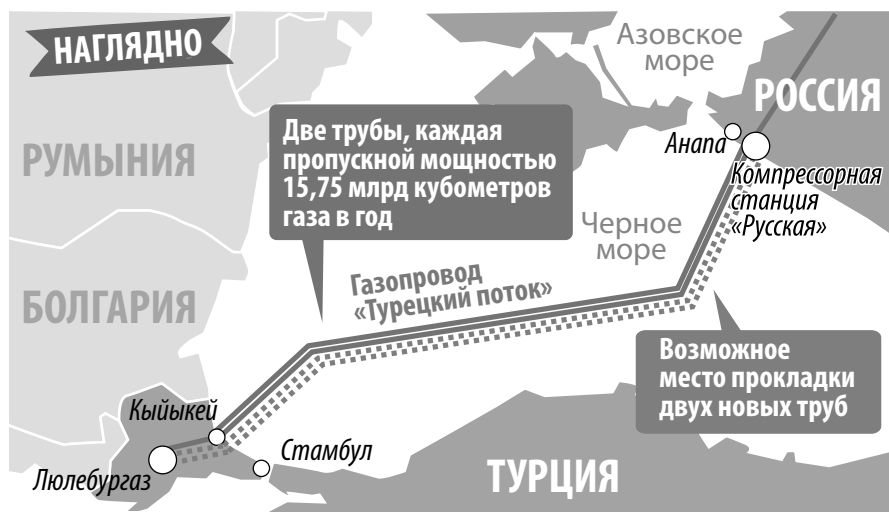 НАГЛЯДНО
Азовское
море
РОССИЯ
Две трубы, каждая
пропускной мощностью
15,75 млрд кубометров
газа в год
Анапа
РУМЫНИЯ
Компрессорная
станция
«Русская»
Черное
море
Газопровод
«Турецкий поток»
БОЛГАРИЯ
Возможное
место прокладки
двух новых труб
Кыйыкей
Стамбул
Люлебургаз
ТУРЦИЯ